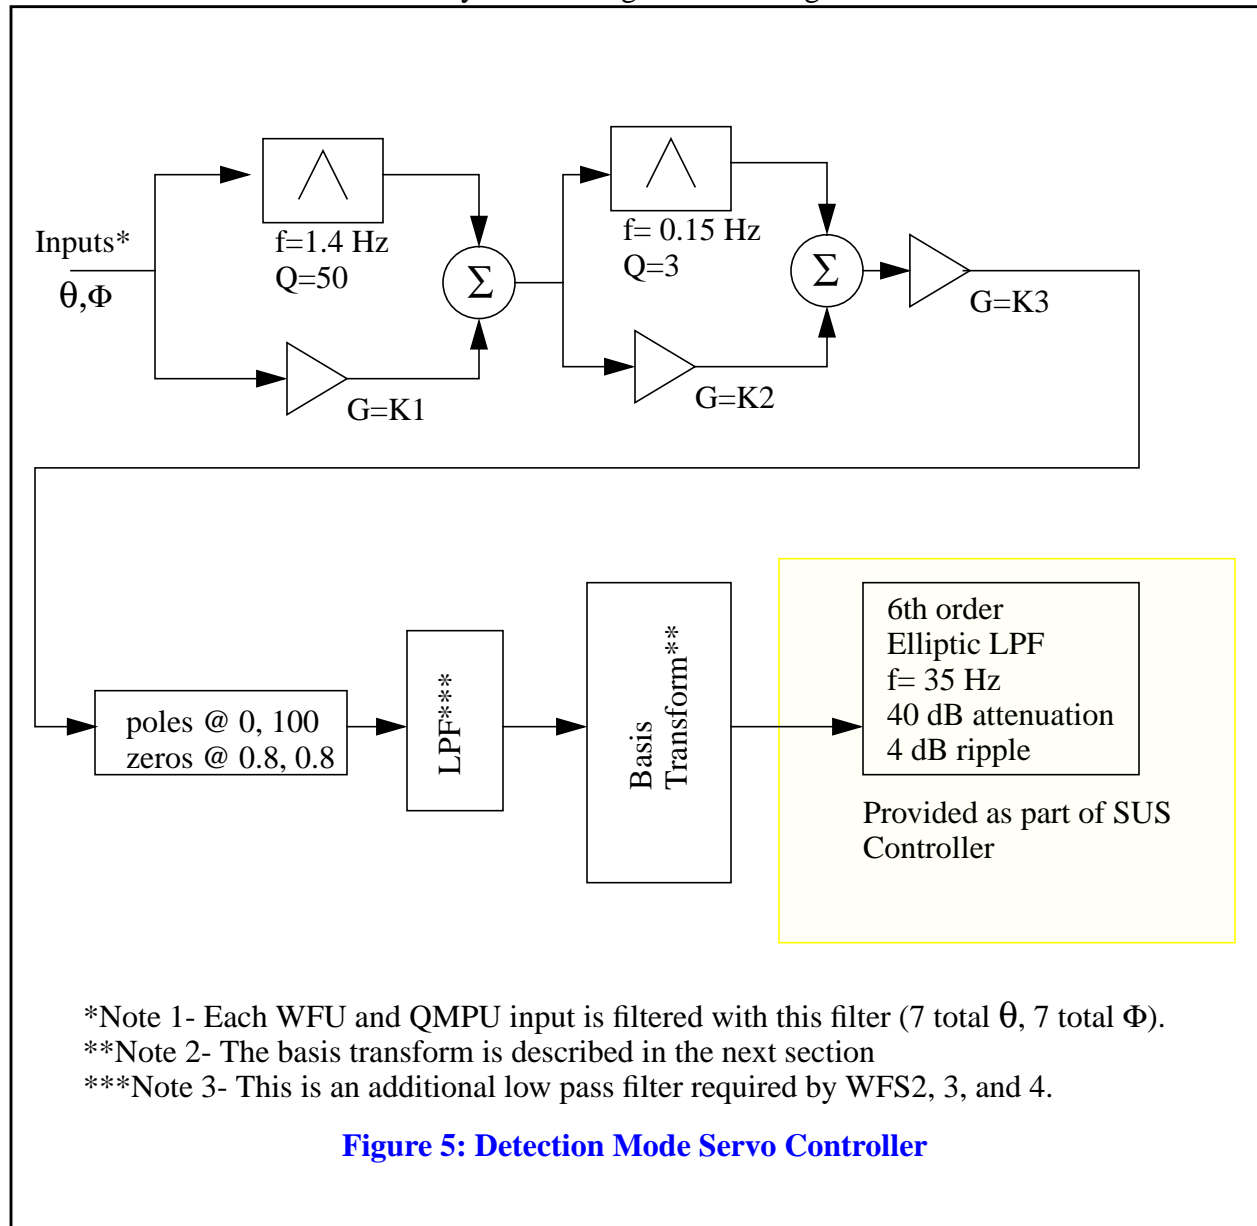 Inputs*
θ,Φ
f=1.4 Hz
Q=50
G=K1
Σ
f= 0.15 Hz
Q=3
G=K2
Σ
G=K3
poles @ 0, 100
zeros @ 0.8, 0.8
LPF***
Basis
Transform**
6th order
Elliptic LPF
f= 35 Hz
40 dB attenuation
4 dB ripple
Provided as part of SUS
Controller
*Note 1- Each WFU and QMPU input is filtered with this filter (7 total θ, 7 total Φ).
**Note 2- The basis transform is described in the next section
***Note 3- This is an additional low pass filter required by WFS2, 3, and 4.
Figure 5: Detection Mode Servo Controller